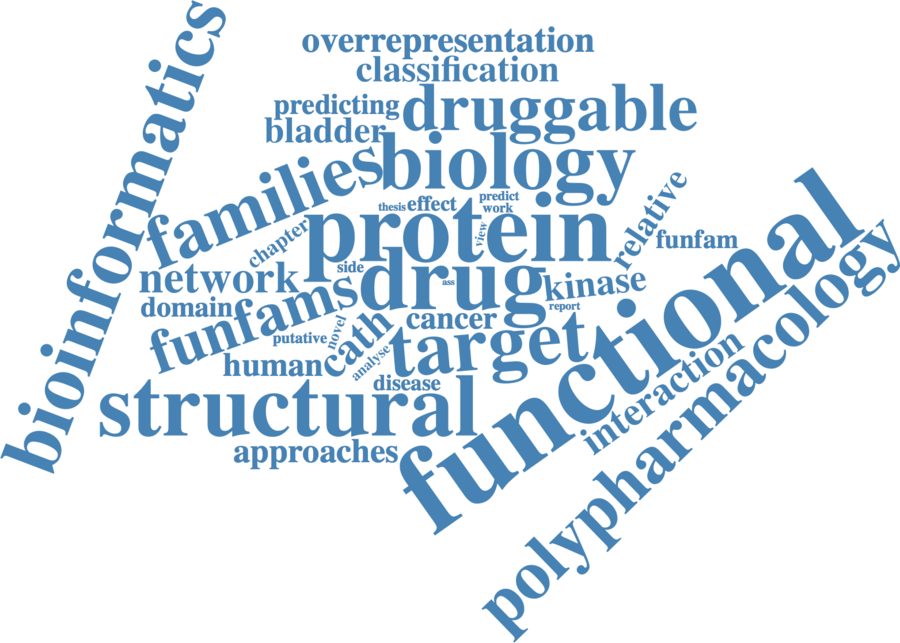 bioinformatics
overrepresentation
classification
predicting
druggable
bladder
biology
families
thesis
effect
predict
work
view
protein
chapter
relative
funfam
functional
network
side
drug
ass
kinase
domain
funfams
report
putative
novel
cath
cancer
target
human
analyse
disease
interaction
polypharmacology
structural
approaches